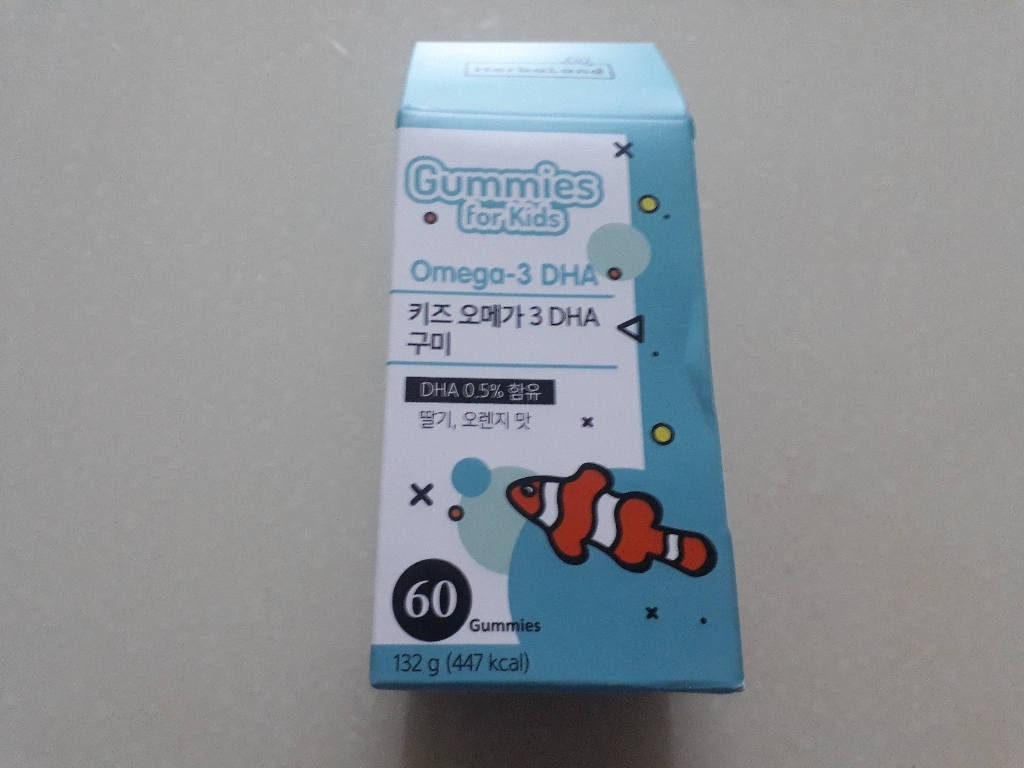 HerbaLand
Gummies
for Kids
Omega-3 DHA
키즈 오메가 3 DHA
구미
DHA 0.5% 함유
딸기, 오렌지 맛
60
Gummies
132 g (447 kcal)